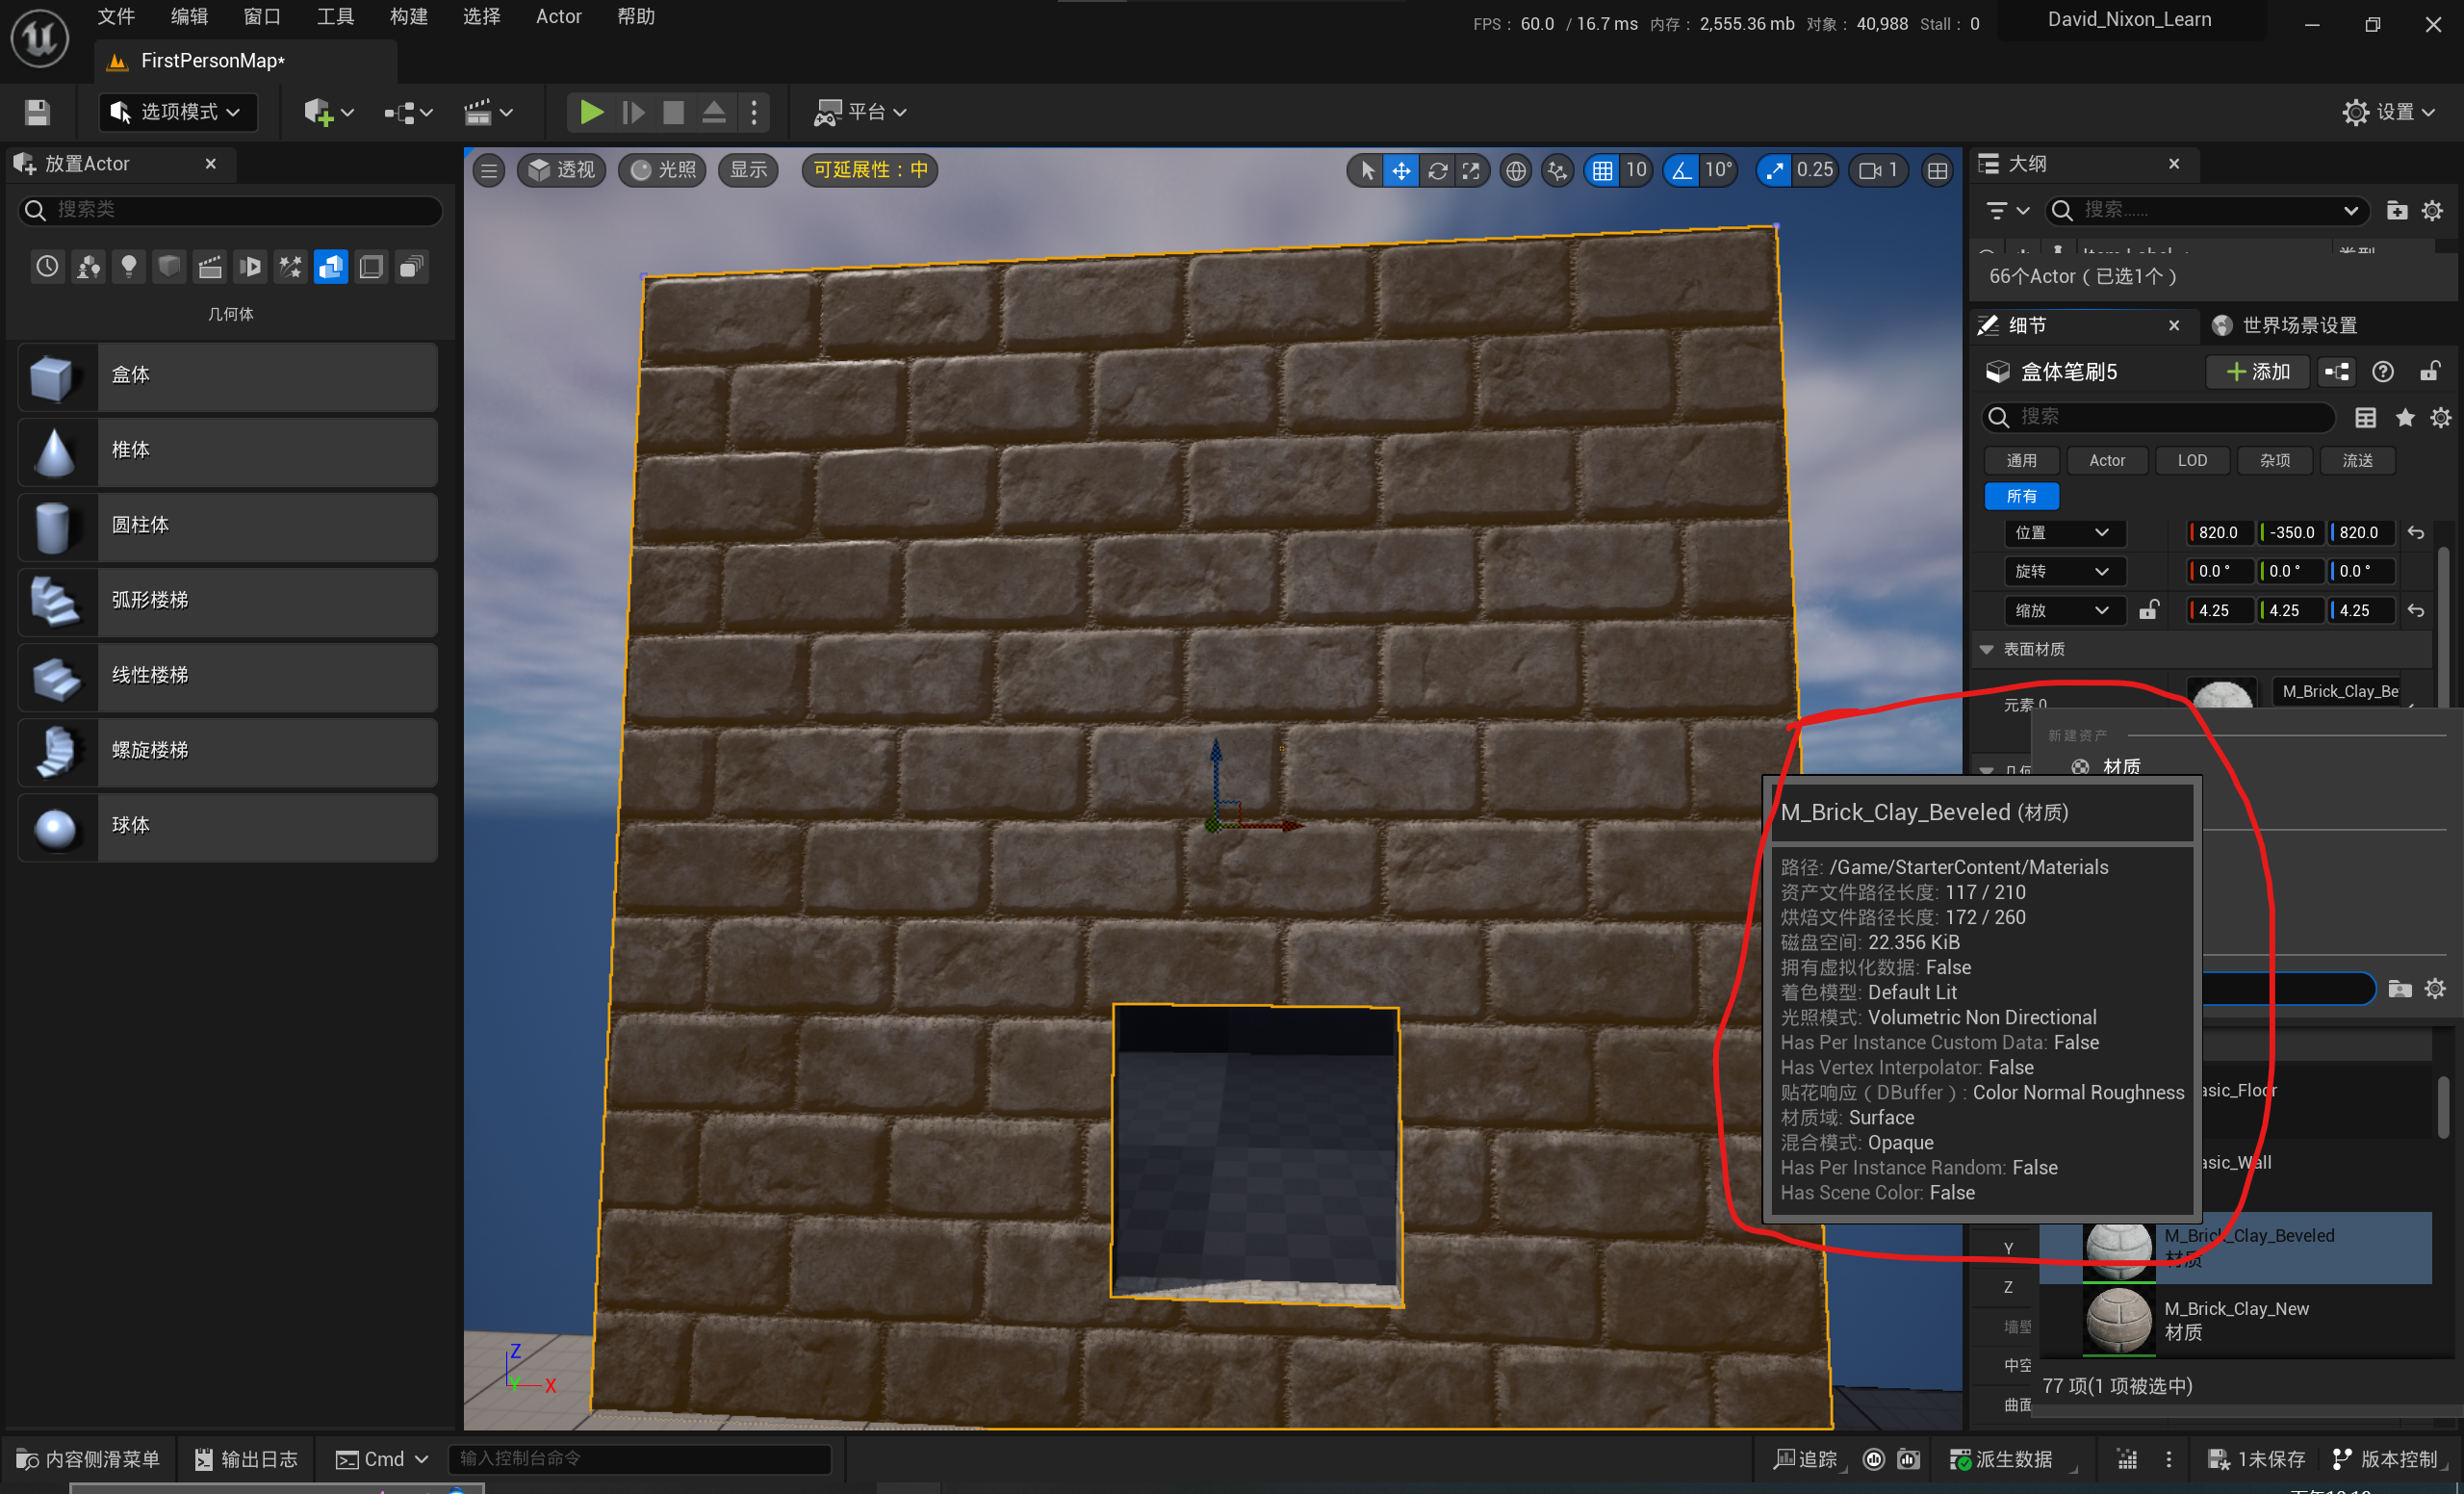 文件 编辑 窗口 工具 构建 选择 Actor 帮助
FPS： 60.0 / 16.7 ms 内存： 2,555.36 mb 对象： 40,988 Stall： 0
David_Nixon_Learn
FirstPersonMap*
选项模式
平台
设置
放置Actor
搜索类
几何体
盒体
椎体
圆柱体
弧形楼梯
线性楼梯
螺旋楼梯
球体
透视 光照 显示 可延展性：中
10 10° 0.25 1
Z
Y X
大纲
搜索......
Item Label
类型
66个Actor（已选1个）
细节 世界场景设置
盒体笔刷5 添加
搜索
通用 Actor LOD 杂项 流送
所有
位置 820.0 -350.0 820.0
旋转 0.0 ° 0.0 ° 0.0 °
缩放 4.25 4.25 4.25
表面材质
元素 0 M_Brick_Clay_Be
新建资产
材质
M_Brick_Clay_Beveled (材质)
路径: /Game/StarterContent/Materials
资产文件路径长度: 117 / 210
烘焙文件路径长度: 172 / 260
磁盘空间: 22.356 KiB
拥有虚拟化数据: False
着色模型: Default Lit
光照模式: Volumetric Non Directional
Has Per Instance Custom Data: False
Has Vertex Interpolator: False
贴花响应（DBuffer）: Color Normal Roughness
材质域: Surface
混合模式: Opaque
Has Per Instance Random: False
Has Scene Color: False
asic_Floor
asic_Wall
Y
M_Brick_Clay_Beveled
材质
Z
M_Brick_Clay_New
材质
墙壁
中空
曲面
77 项(1 项被选中)
内容侧滑菜单 输出日志 Cmd 输入控制台命令
追踪 派生数据 1未保存 版本控制